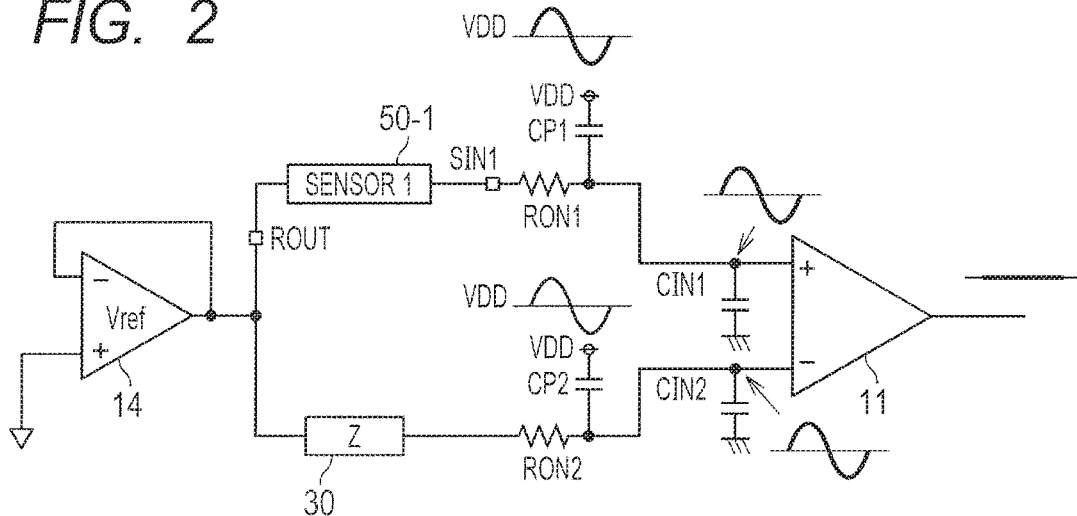 FIG. 2
VDD
VDD
CP1
50-1
SIN1
SENSOR 1
RON1
ROUT
CIN1
+
−
Vref
+
14
VDD
VDD
CP2
CIN2
−
11
Z
RON2
30